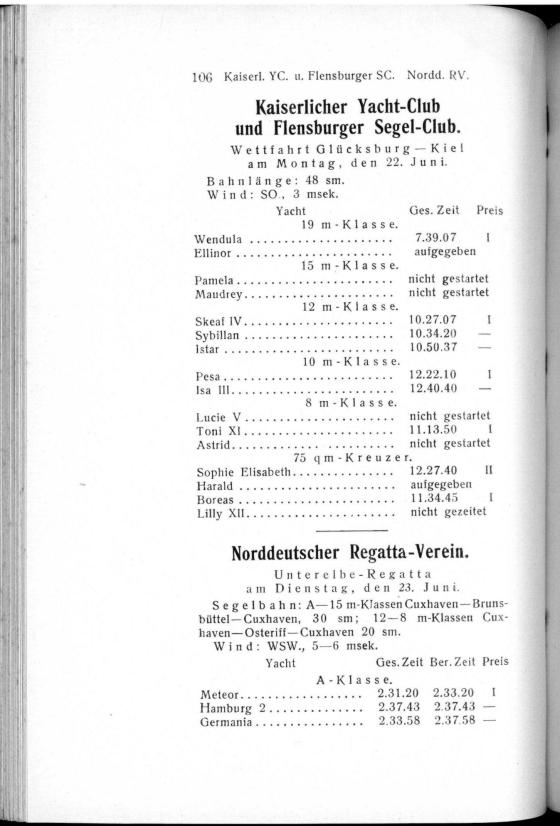 106 Kaiserl. YC. u. Flensburger SC. Nordd. RV.
Kaiserlicher Yacht-Club
und Flensburger Segel-Club.
Wettfahrt Glücksburg — Kiel
am Montag, den 22. Juni.
Bahnlänge: 48 sm.
Wind: SO., 3 msek.
Yacht Ges. Zeit Preis
19 m-Klasse.
Wendula ..................... 7.39.07 I
Ellinor ....................... aufgegeben
15 m-Klasse.
Pamela ....................... nicht gestartet
Maudrey...................... nicht gestartet
12 m-Klasse.
Skeaf IV...................... 10.27.07 I
Sybillan ...................... 10.34.20 —
Istar ......................... 10.50.37 —
10 m-Klasse.
Pesa ......................... 12.22.10 I
Isa III........................ 12.40.40 —
8 m-Klasse.
Lucie V ...................... nicht gestartet
Toni XI...................... 11.13.50 I
Astrid............. .......... nicht gestartet
75 qm-Kreuzer.
Sophie Elisabeth............... 12.27.40 II
Harald ....................... aufgegeben
Boreas ....................... 11.34.45 I
Lilly XII...................... nicht gezeitet
Norddeutscher Regatta-Verein.
Unterelbe-Regatta
am Dienstag, den 23. Juni.
Segelbahn: A—15 m-Klassen Cuxhaven—Bruns-
büttel—Cuxhaven, 30 sm; 12—8 m-Klassen Cux-
haven—Osteriff—Cuxhaven 20 sm.
Wind: WSW., 5—6 msek.
Yacht Ges. Zeit Ber. Zeit Preis
A-Klasse.
Meteor.................. 2.31.20 2.33.20 I
Hamburg 2.............. 2.37.43 2.37.43 —
Germania ................ 2.33.58 2.37.58 —